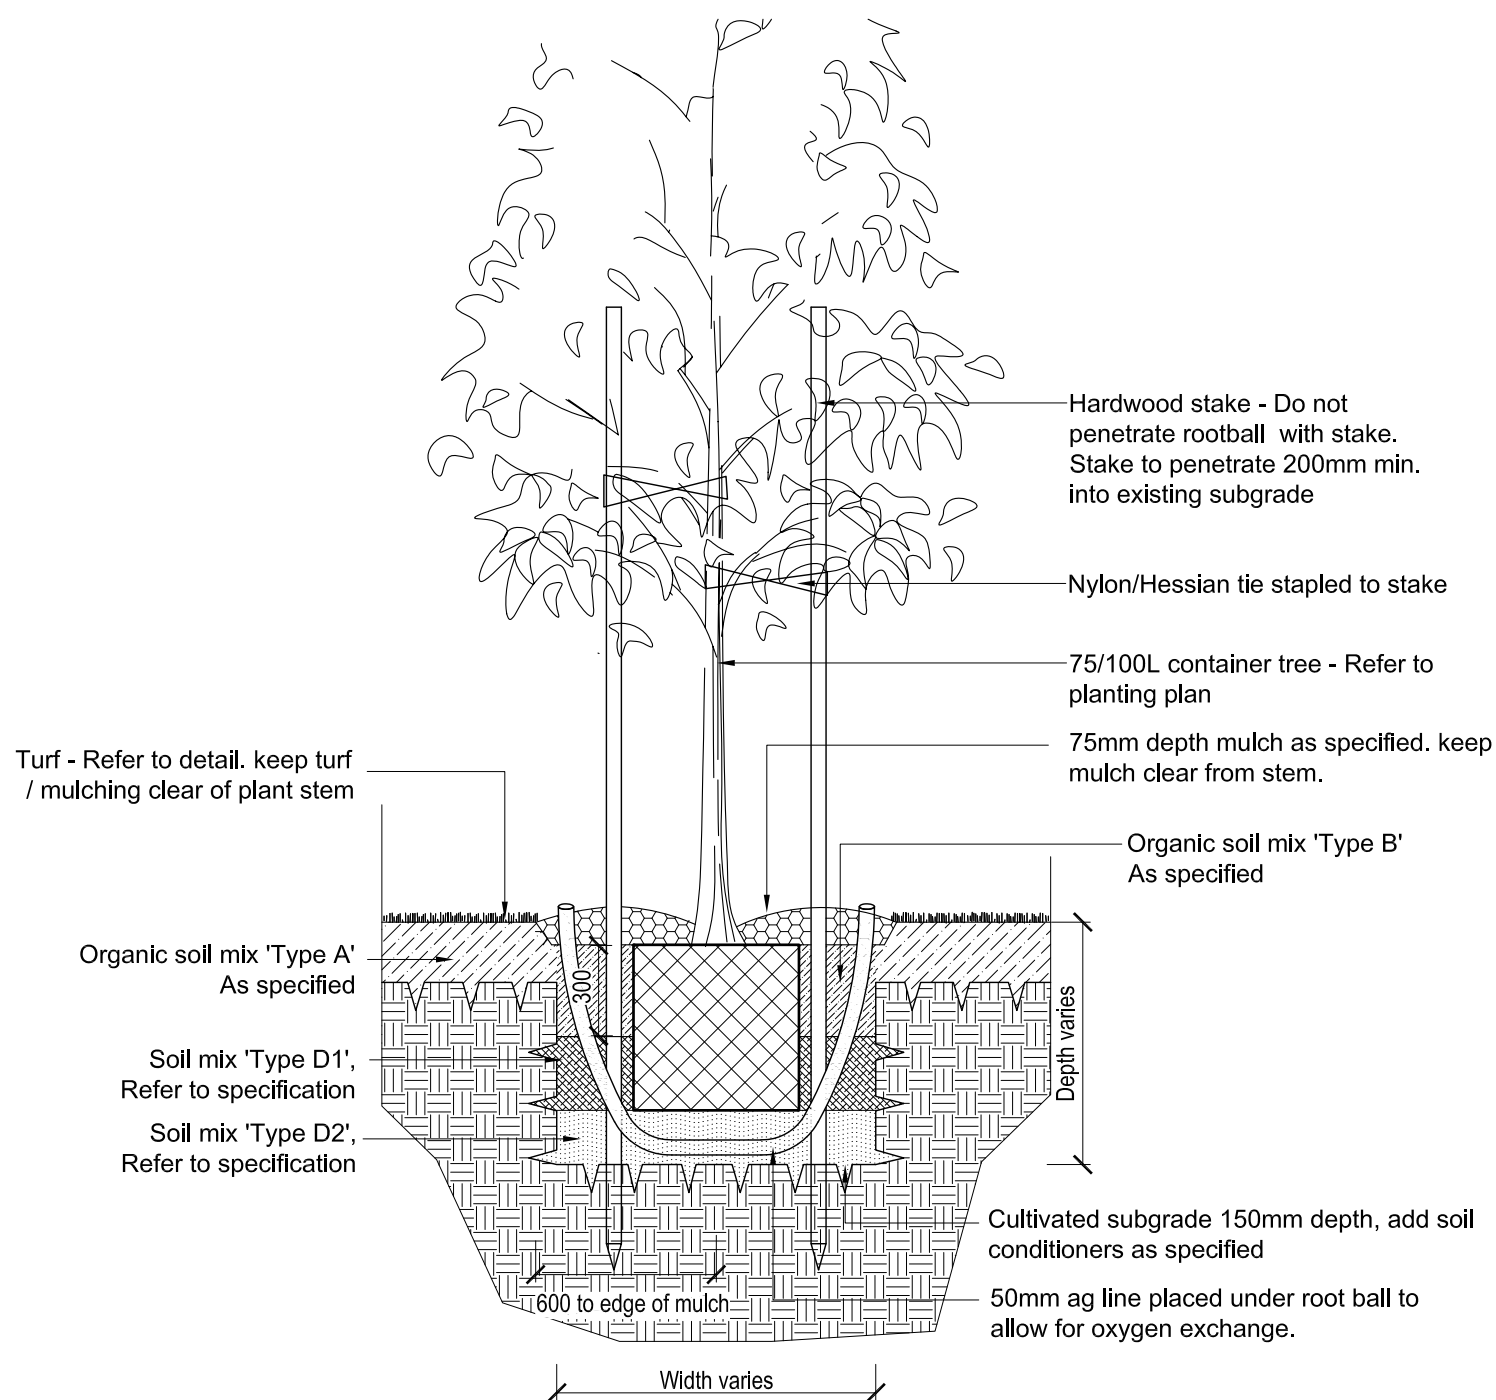 Hardwood stake - Do not
penetrate rootball with stake.
Stake to penetrate 200mm min.
into existing subgrade
Nylon/Hessian tie stapled to stake
75/100L container tree - Refer to
planting plan
75mm depth mulch as specified. keep
mulch clear from stem.
Turf - Refer to detail. keep turf
/ mulching clear of plant stem
Organic soil mix 'Type B'
As specified
Organic soil mix 'Type A'
As specified
300
Depth varies
Soil mix 'Type D1',
Refer to specification
Soil mix 'Type D2',
Refer to specification
Cultivated subgrade 150mm depth, add soil
conditioners as specified
600 to edge of mulch
50mm ag line placed under root ball to
allow for oxygen exchange.
Width varies